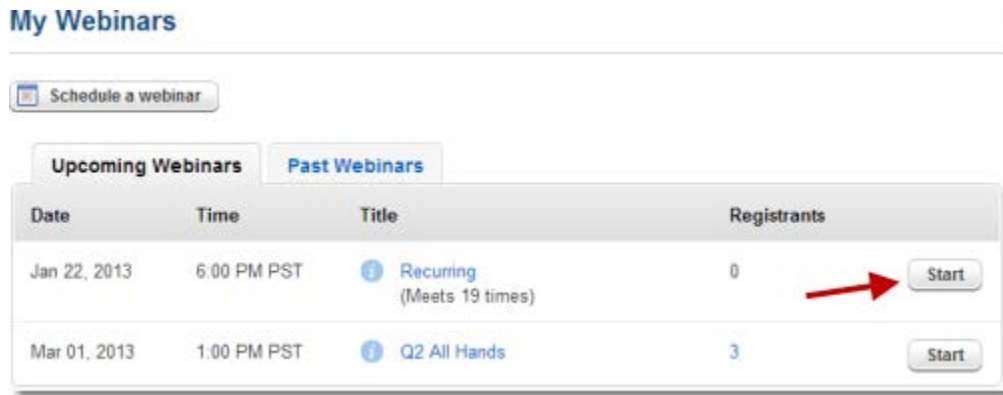 My Webinars
Schedule a webinar
Upcoming Webinars Past Webinars
Date Time Title Registrants
Jan 22, 2013 6:00 PM PST Recurring 0 Start
(Meets 19 times)
Mar 01, 2013 1:00 PM PST Q2 All Hands 3 Start